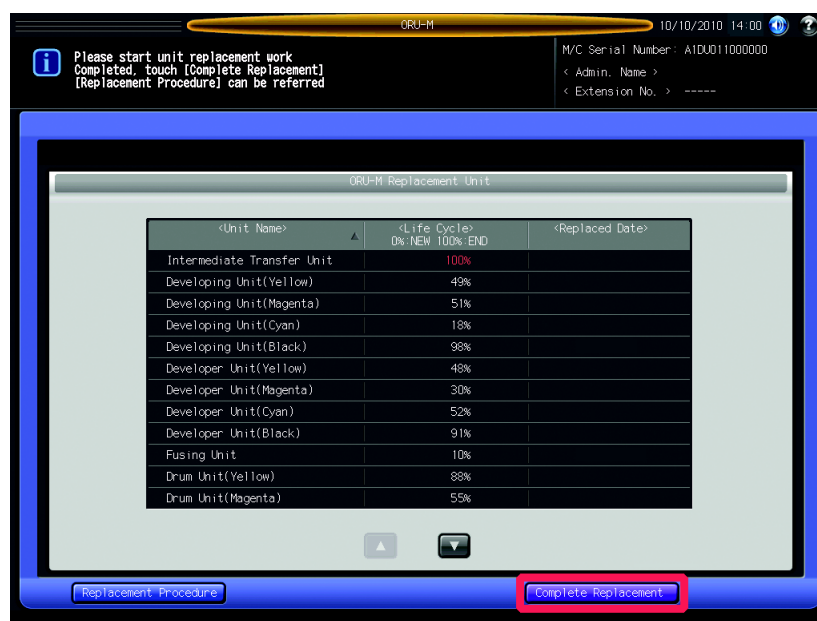 ORU-M
10/10/2010 14:00
Please start unit replacement work
Completed, touch [Complete Replacement]
[Replacement Procedure] can be referred
M/C Serial Number: A1DU011000000
< Admin. Name >
< Extension No. > -----
ORU-M Replacement Unit
<Unit Name> <Life Cycle> <Replaced Date>
0%:NEW 100%:END
Intermediate Transfer Unit 100%
Developing Unit(Yellow) 49%
Developing Unit(Magenta) 51%
Developing Unit(Cyan) 18%
Developing Unit(Black) 98%
Developer Unit(Yellow) 48%
Developer Unit(Magenta) 30%
Developer Unit(Cyan) 52%
Developer Unit(Black) 91%
Fusing Unit 10%
Drum Unit(Yellow) 88%
Drum Unit(Magenta) 55%
Replacement Procedure Complete Replacement